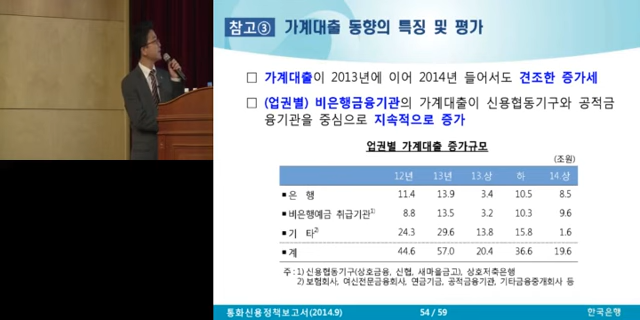 참고③ 가계대출 동향의 특징 및 평가
□ 가계대출이 2013년에 이어 2014년 들어서도 견조한 증가세
□ (업권별) 비은행금융기관의 가계대출이 신용협동기구와 공적금
융기관을 중심으로 지속적으로 증가
업권별 가계대출 증가규모
(조원)
12년 13년 13.상 하 14.상
▪은 행 11.4 13.9 3.4 10.5 8.5
▪비은행예금 취급기관1) 8.8 13.5 3.2 10.3 9.6
▪기 타2) 24.3 29.6 13.8 15.8 1.6
▪계 44.6 57.0 20.4 36.6 19.6
주 : 1) 신용협동기구(상호금융, 신협, 새마을금고), 상호저축은행
2) 보험회사, 여신전문금융회사, 연금기금, 공적금융기관, 기타금융중개회사 등
통화신용정책보고서(2014.9) 54 / 59 한국은행